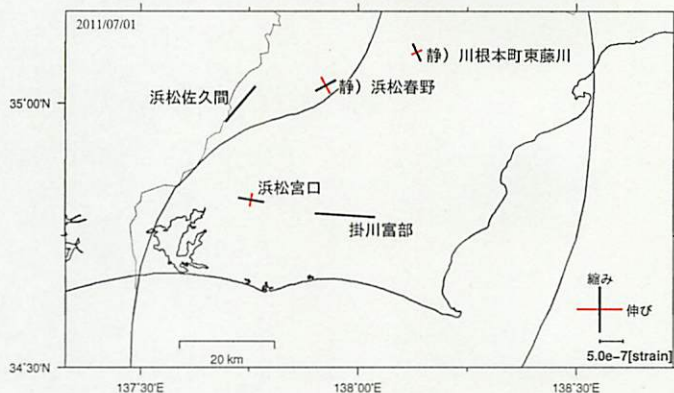 2011/07/01
静）川根本町東藤川
35°00'N
浜松佐久間
静）浜松春野
浜松宮口
掛川富部
縮み
伸び
5.0e-7[strain]
20 km
34°30'N
137°30'E
138°00'E
138°30'E